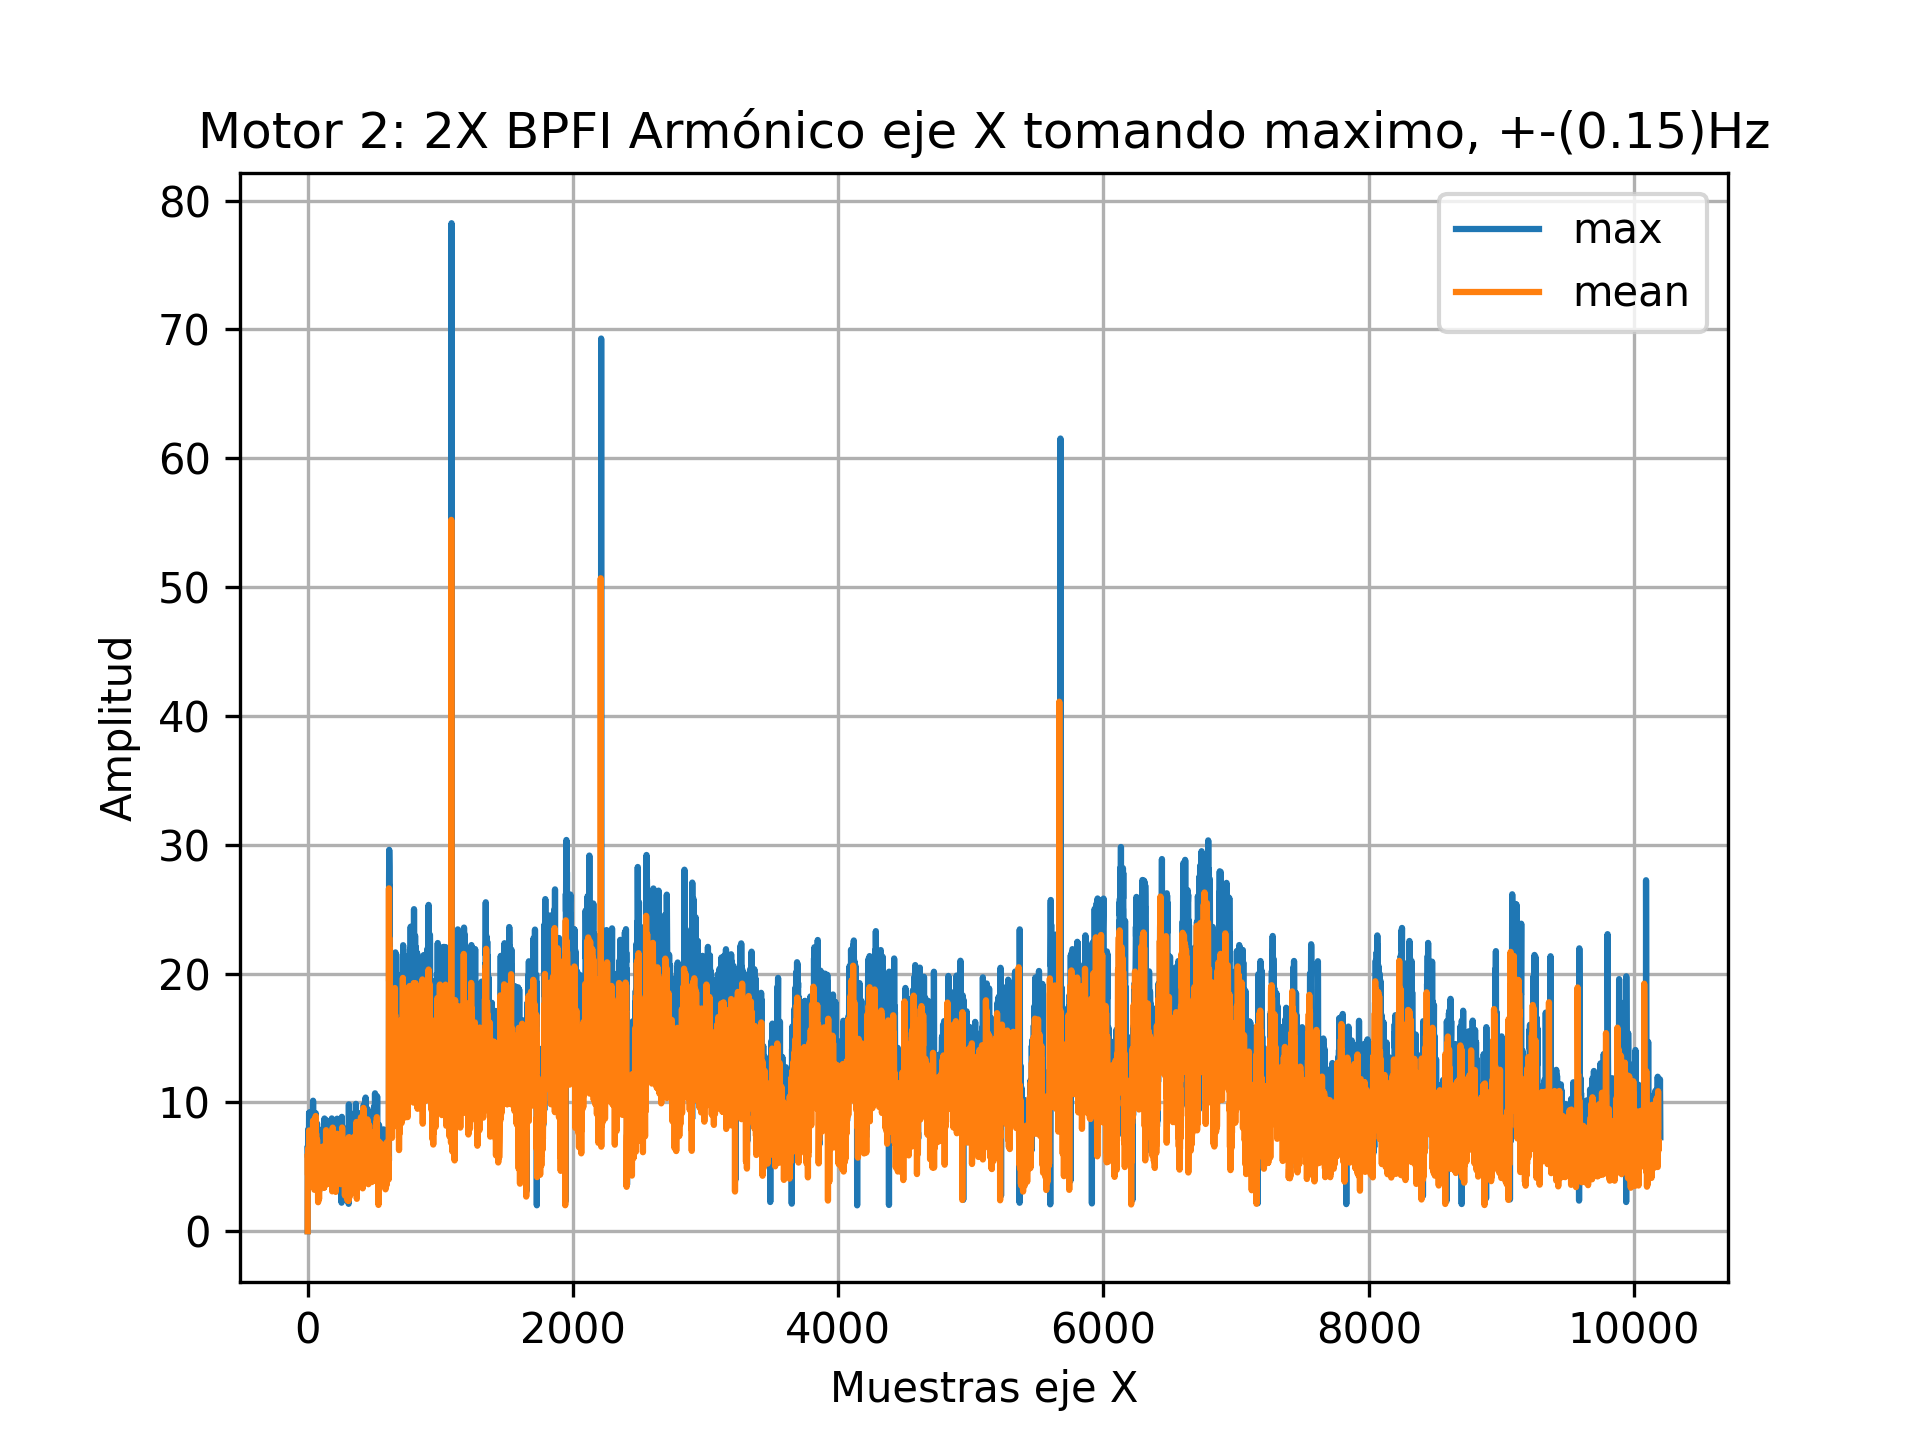 Motor 2: 2X BPFI Armónico eje X tomando maximo, +-(0.15)Hz
max
mean
80
70
60
50
40
30
20
10
0
Amplitud
0 2000 4000 6000 8000 10000
Muestras eje X